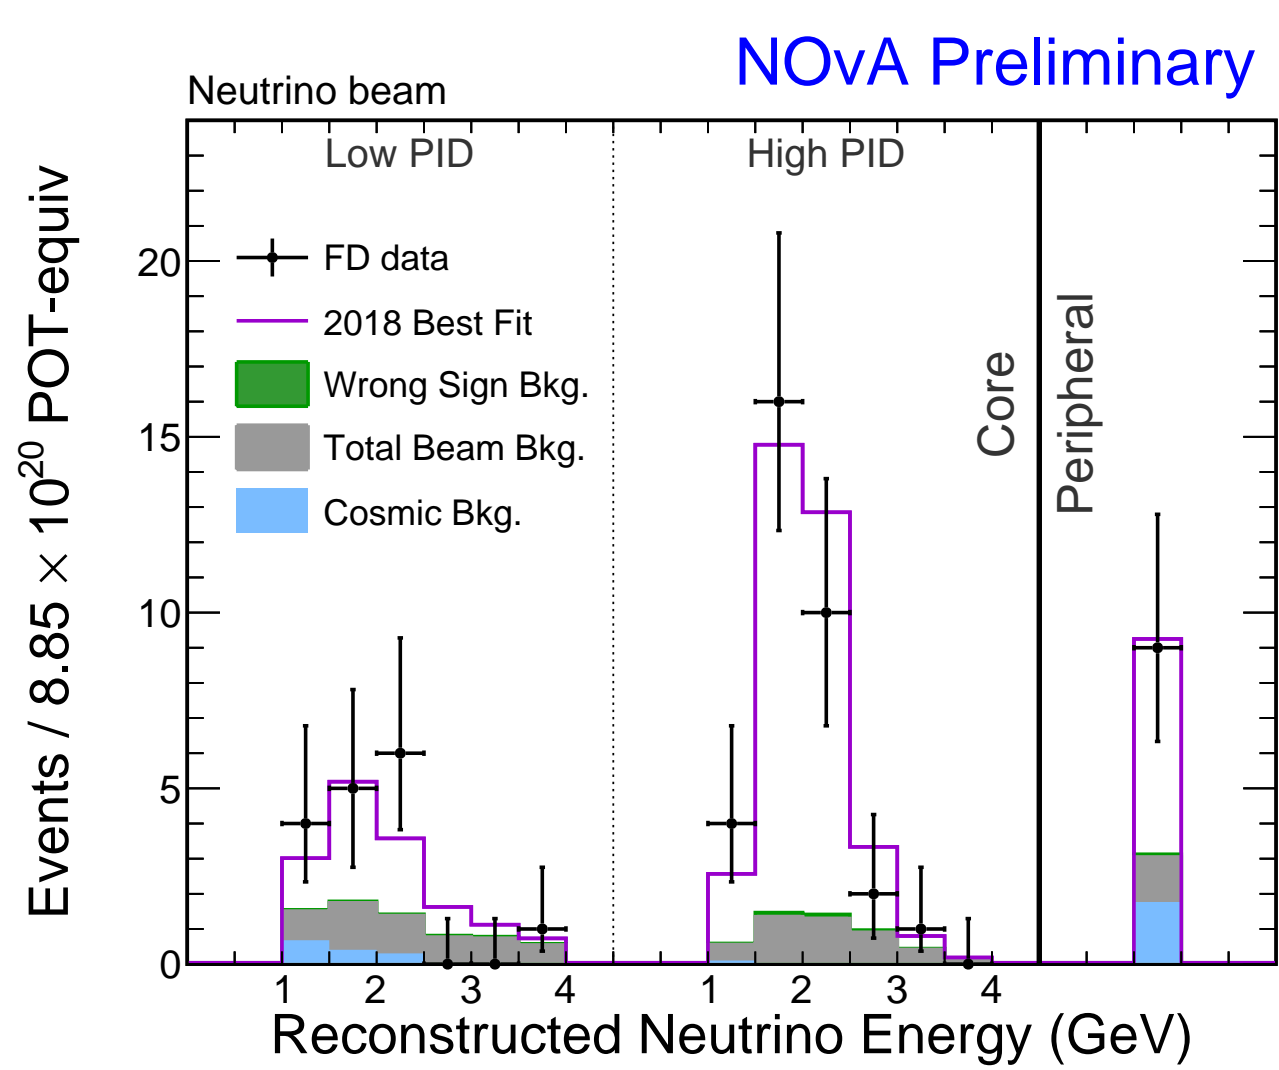 NOvA Preliminary
Neutrino beam
Low PID
High PID
FD data
2018 Best Fit
Wrong Sign Bkg.
Total Beam Bkg.
Cosmic Bkg.
Core
Peripheral
Events / 8.85 × 10²⁰ POT-equiv
20
15
10
5
0
1 2 3 4 1 2 3 4
Reconstructed Neutrino Energy (GeV)